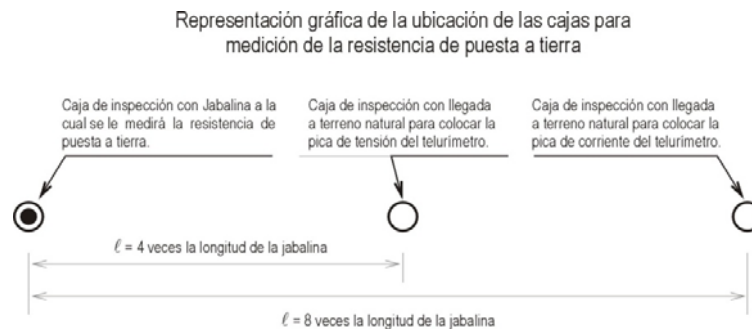 Representación gráfica de la ubicación de las cajas para
medición de la resistencia de puesta a tierra
Caja de inspección con Jabalina a la
cual se le medirá la resistencia de
puesta a tierra.
Caja de inspección con llegada
a terreno natural para colocar la
pica de tensión del telurímetro.
Caja de inspección con llegada
a terreno natural para colocar la
pica de corriente del telurímetro.
ℓ = 4 veces la longitud de la jabalina
ℓ = 8 veces la longitud de la jabalina